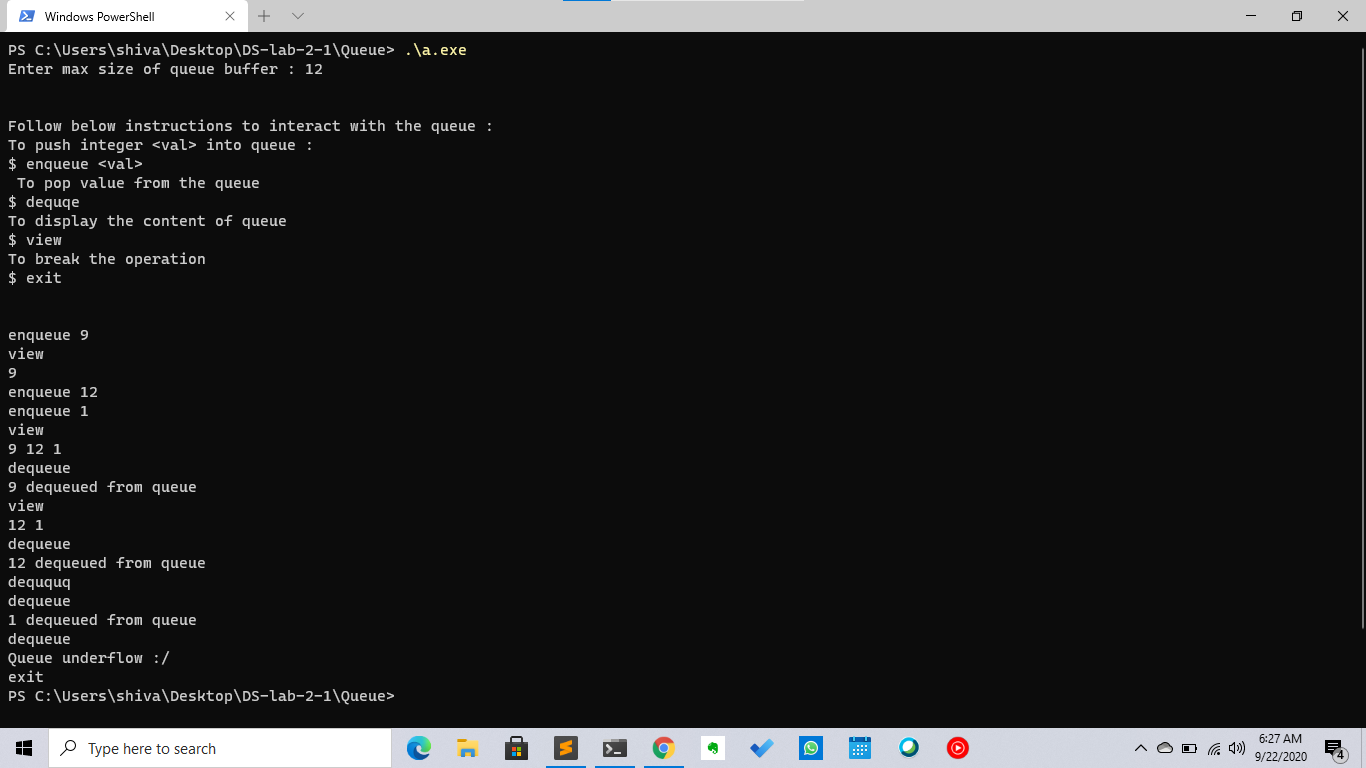 Windows PowerShell
PS C:\Users\shiva\Desktop\DS-lab-2-1\Queue> .\a.exe
Enter max size of queue buffer : 12
Follow below instructions to interact with the queue :
To push integer <val> into queue :
$ enqueue <val>
To pop value from the queue
$ dequqe
To display the content of queue
$ view
To break the operation
$ exit
enqueue 9
view
9
enqueue 12
enqueue 1
view
9 12 1
dequeue
9 dequeued from queue
view
12 1
dequeue
12 dequeued from queue
deququq
dequeue
1 dequeued from queue
dequeue
Queue underflow :/
exit
PS C:\Users\shiva\Desktop\DS-lab-2-1\Queue>
Type here to search
6:27 AM
9/22/2020
4